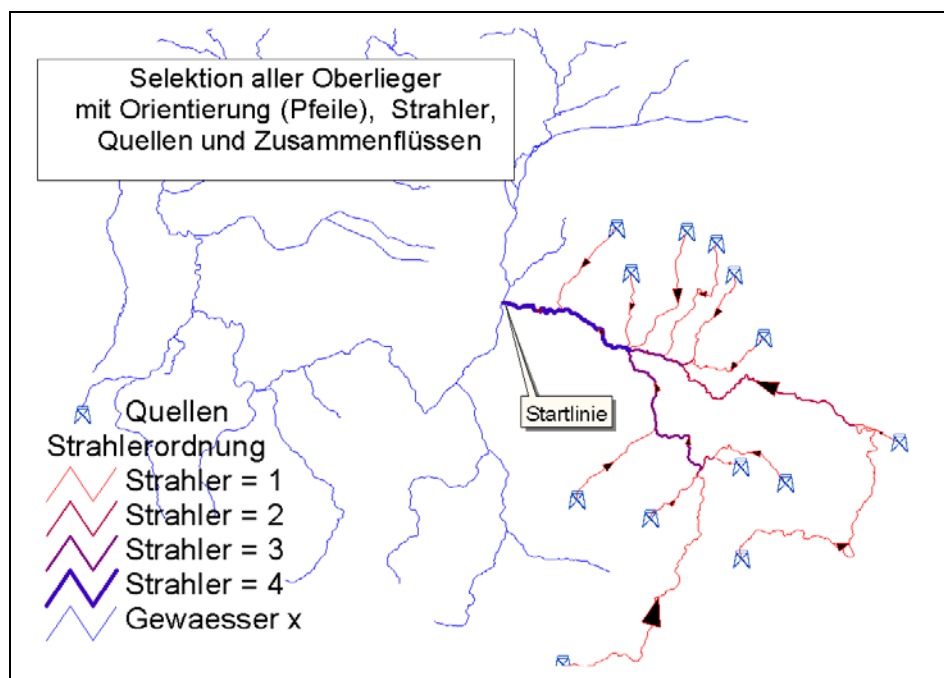 Selektion aller Oberlieger
mit Orientierung (Pfeile), Strahler,
Quellen und Zusammenflüssen
Startlinie
Quellen
Strahlerordnung
Strahler = 1
Strahler = 2
Strahler = 3
Strahler = 4
Gewaesser x